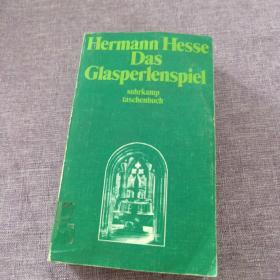 Hermann Hesse
Das
Glasperlenspiel
suhrkamp
taschenbuch